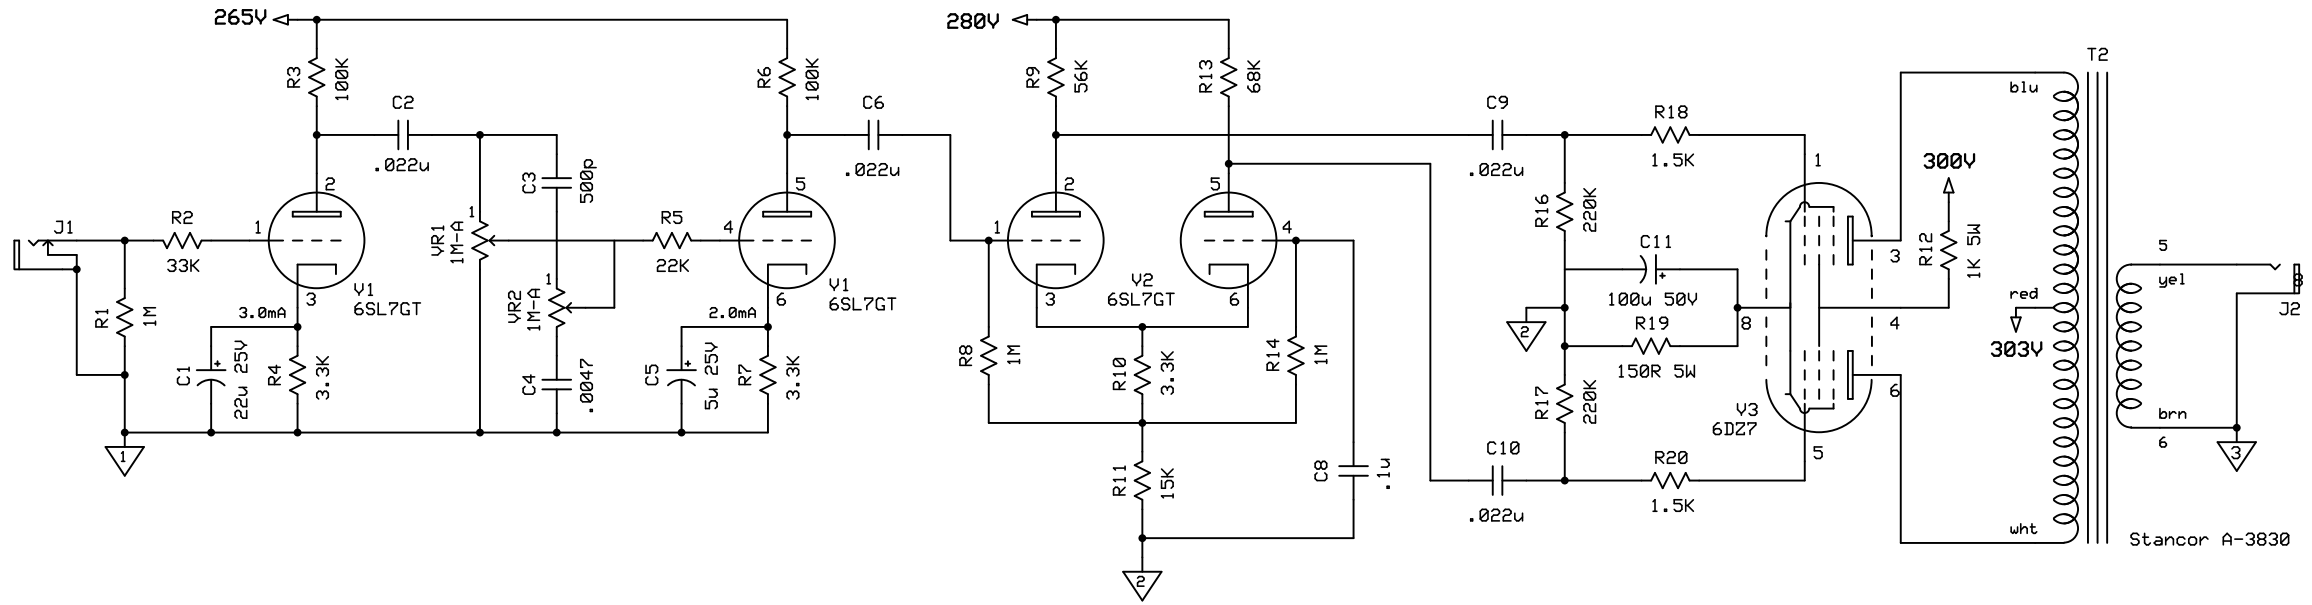 265V
R3
100K
C2
.022u
J1
R2
33K
R1
1M
1
1
2
3
V1
6SL7GT
3.0mA
C1
22u 25V
+
R4
3.3K
VR1
1M-A
1
C3
500p
VR2
1M-A
1
C4
.0047
R5
22K
R6
100K
C6
.022u
4
5
6
V1
6SL7GT
2.0mA
C5
5u 25V
+
R7
3.3K
280V
R9
56K
R13
68K
1
2
3
V2
6SL7GT
5
4
6
R8
1M
R10
3.3K
R14
1M
R11
15K
C8
.1u
2
C9
.022u
R18
1.5K
R16
220K
C11
+
100u 50V
R19
150R 5W
2
R17
220K
C10
.022u
R20
1.5K
1
3
8
4
6
5
V3
6DZ7
300V
R12
1K 5W
T2
blu
red
303V
wht
5
yel
brn
6
3
8
J2
Stancor A-3830